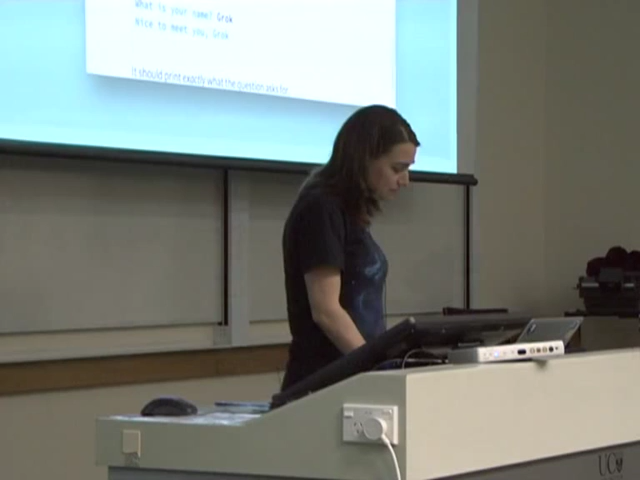 What is your name? Grok
Nice to meet you, Grok
It should print exactly what the question asks for
UC